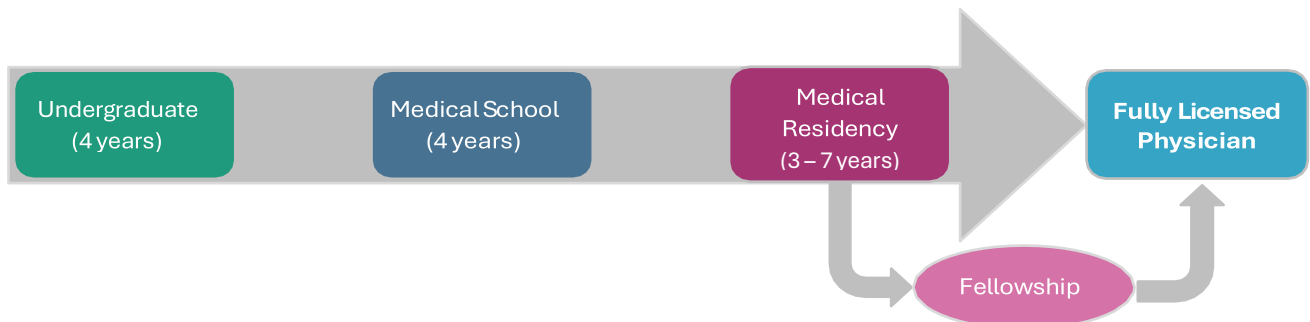 Undergraduate
(4 years)
Medical School
(4 years)
Medical
Residency
(3 – 7 years)
Fully Licensed
Physician
Fellowship